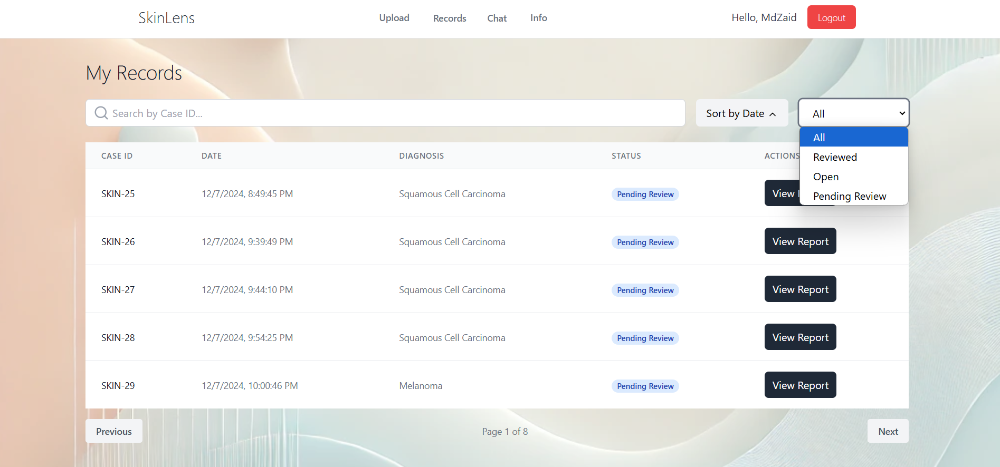 SkinLens Upload Records Chat Info Hello, MdZaid Logout
My Records
Search by Case ID... Sort by Date All
All
Reviewed
Open
Pending Review
CASE ID DATE DIAGNOSIS STATUS ACTIONS
SKIN-25 12/7/2024, 8:49:45 PM Squamous Cell Carcinoma Pending Review View
SKIN-26 12/7/2024, 9:39:49 PM Squamous Cell Carcinoma Pending Review View Report
SKIN-27 12/7/2024, 9:44:10 PM Squamous Cell Carcinoma Pending Review View Report
SKIN-28 12/7/2024, 9:54:25 PM Squamous Cell Carcinoma Pending Review View Report
SKIN-29 12/7/2024, 10:00:46 PM Melanoma Pending Review View Report
Previous Page 1 of 8 Next